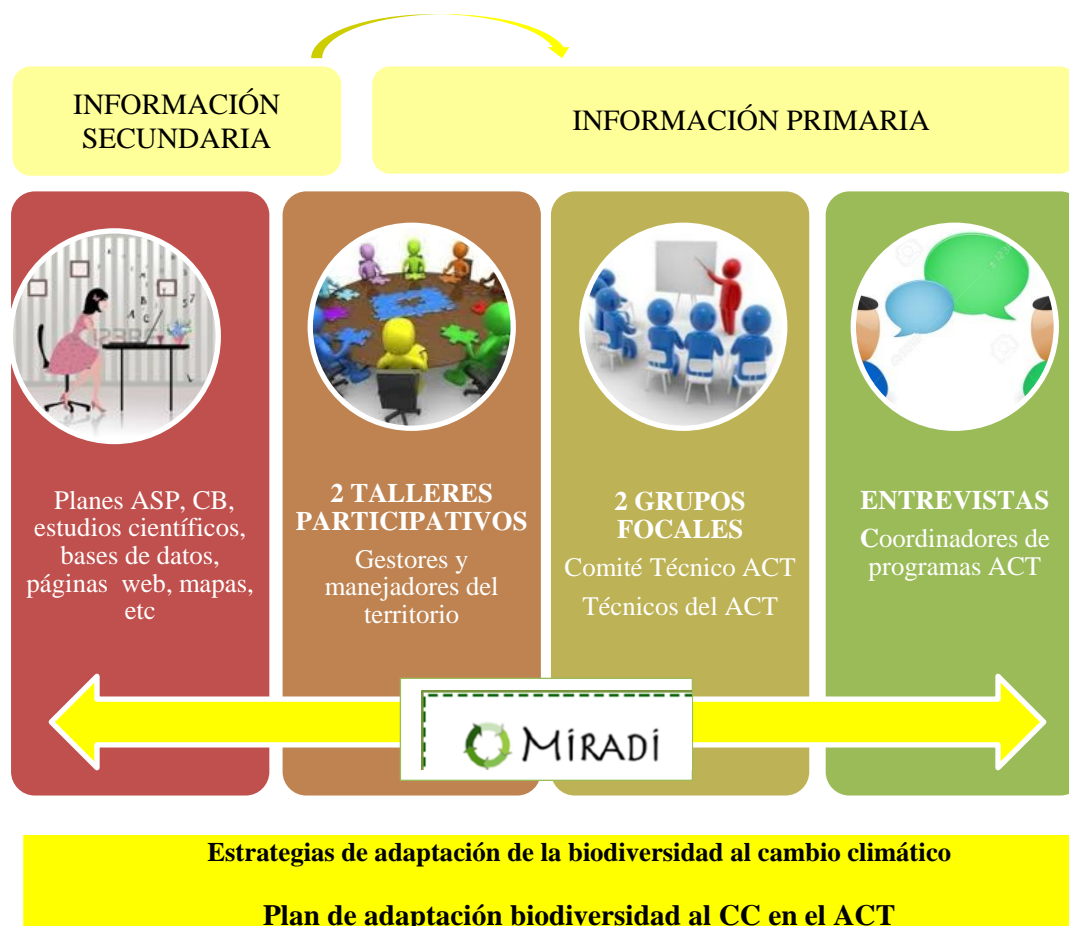 INFORMACIÓN
SECUNDARIA
INFORMACIÓN PRIMARIA
Planes ASP, CB,
estudios científicos,
bases de datos,
páginas web, mapas,
etc
2 TALLERES
PARTICIPATIVOS
Gestores y
manejadores del
territorio
2 GRUPOS
FOCALES
Comité Técnico ACT
Técnicos del ACT
ENTREVISTAS
Coordinadores de
programas ACT
MIRADI
Estrategias de adaptación de la biodiversidad al cambio climático
Plan de adaptación biodiversidad al CC en el ACT